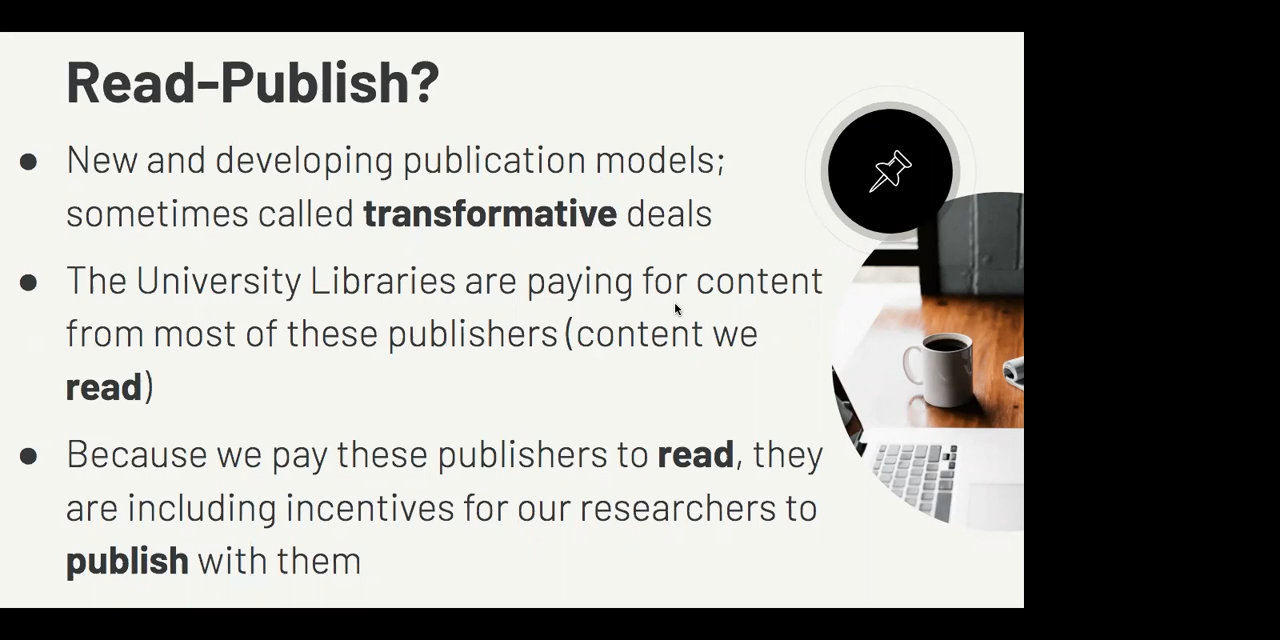 Read-Publish?
● New and developing publication models;
sometimes called transformative deals
● The University Libraries are paying for content
from most of these publishers (content we
read)
● Because we pay these publishers to read, they
are including incentives for our researchers to
publish with them